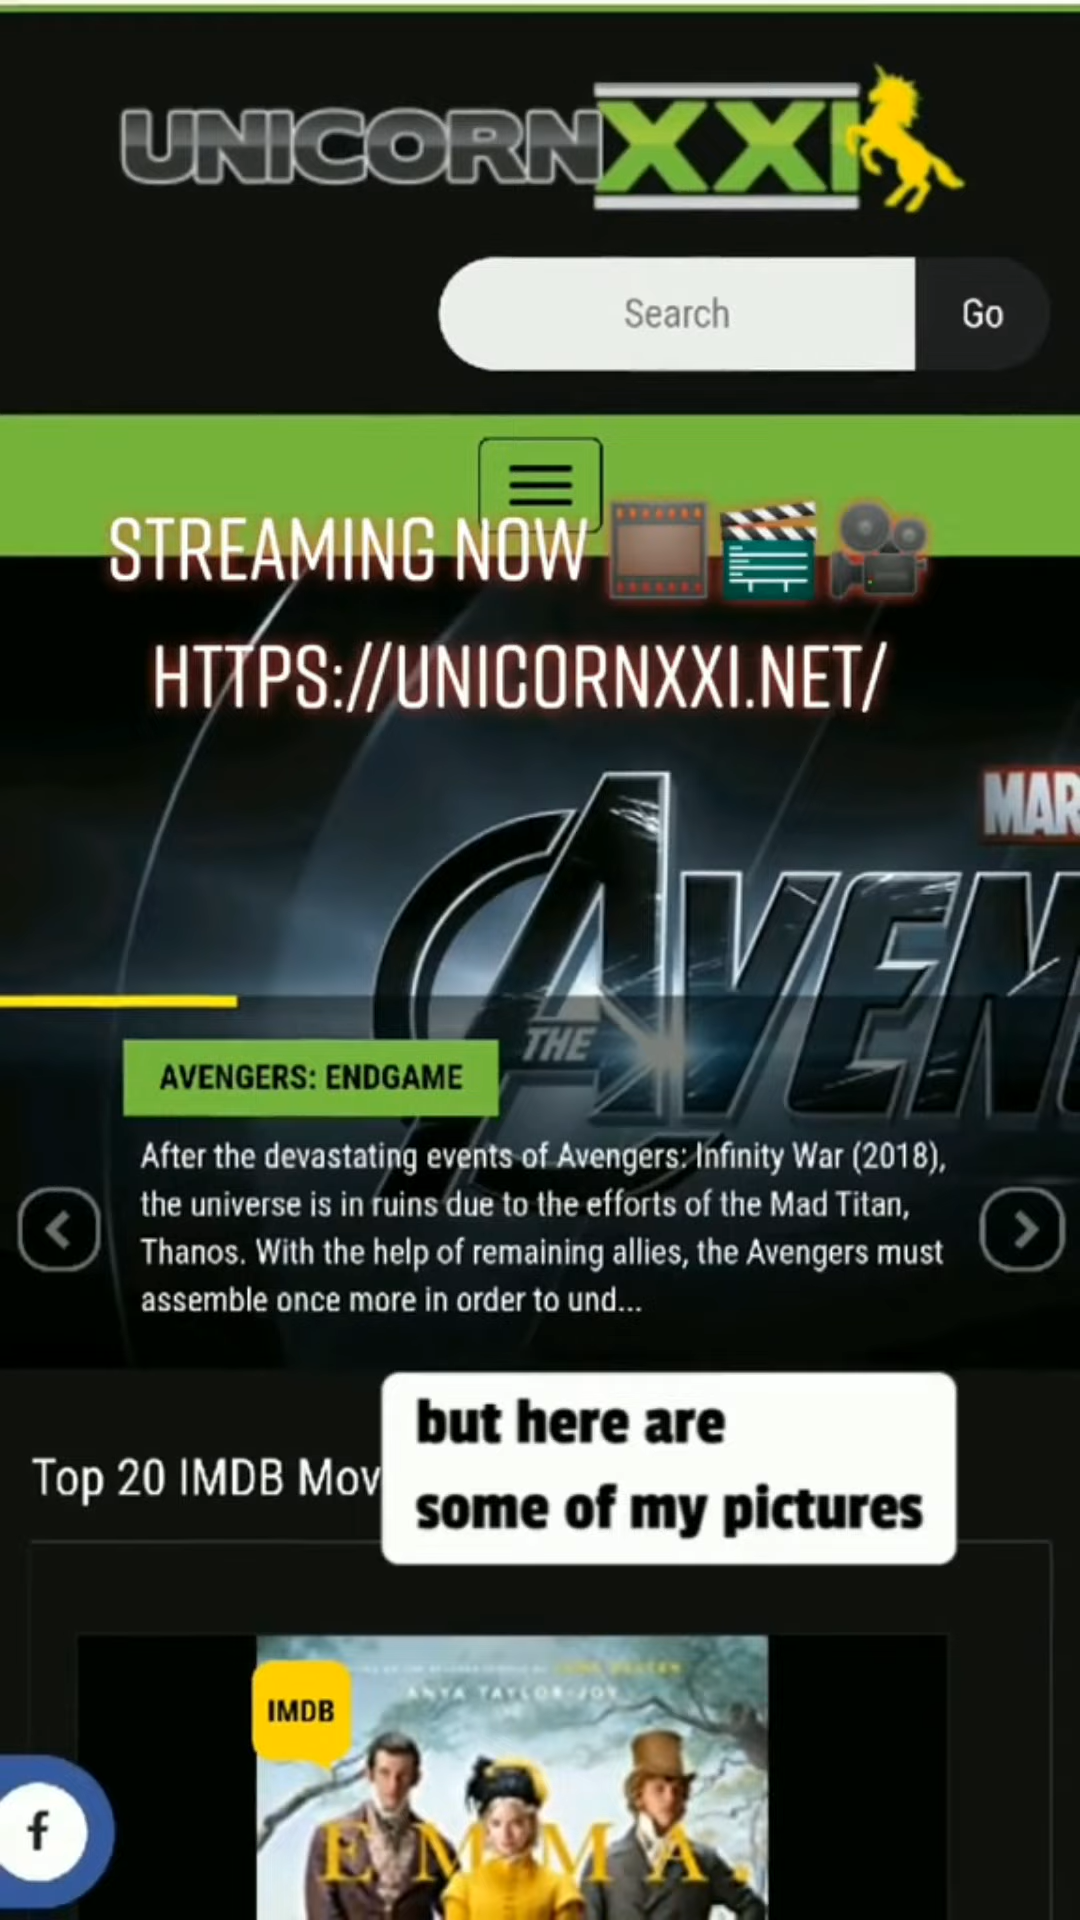 UNICORNXXI
Search
Go
STREAMING NOW
HTTPS://UNICORNXXI.NET/
MAR
THE
AVEN
AVENGERS: ENDGAME
After the devastating events of Avengers: Infinity War (2018),
the universe is in ruins due to the efforts of the Mad Titan,
Thanos. With the help of remaining allies, the Avengers must
assemble once more in order to und...
but here are
some of my pictures
Top 20 IMDB Mov
ANYA TAYLOR-JOY
IMDB
EMMA.
f